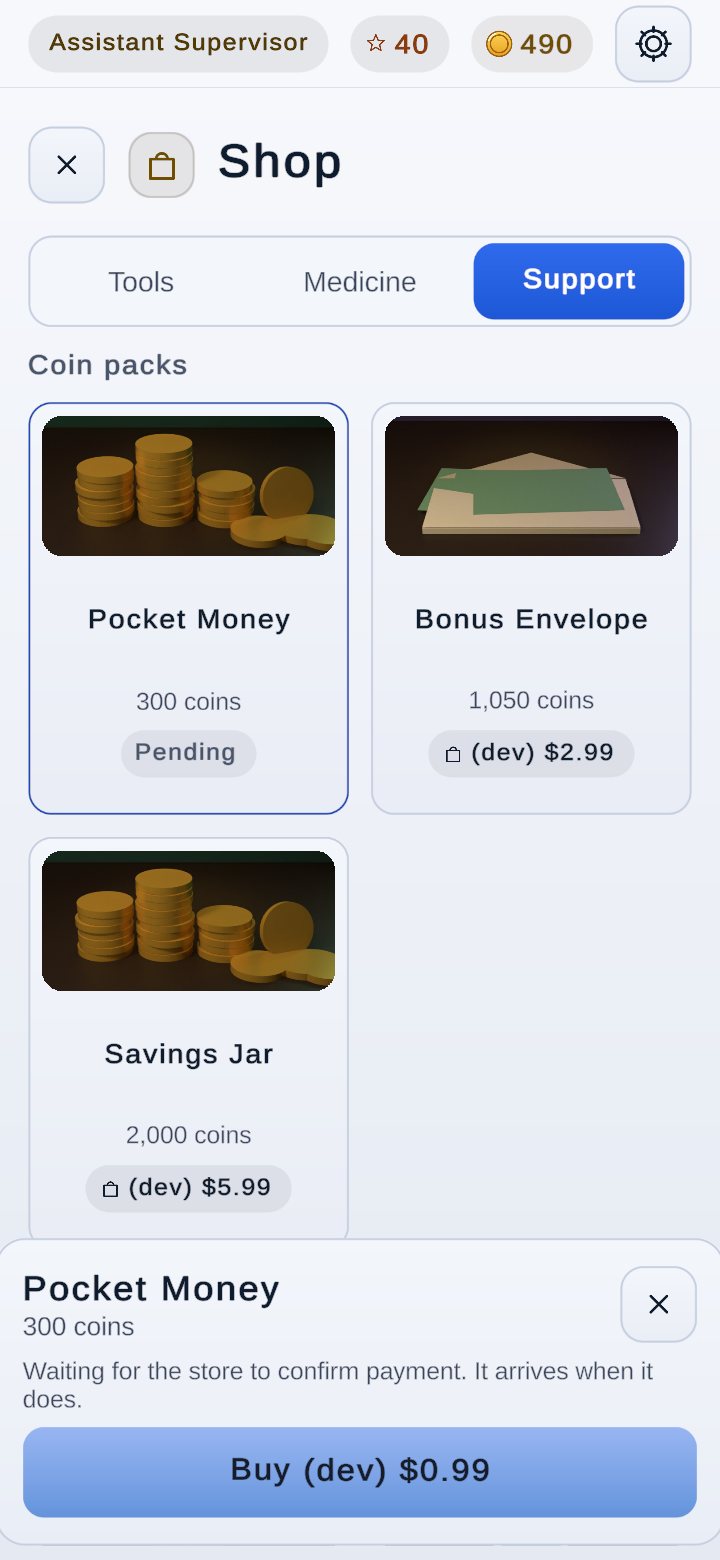 Assistant Supervisor
40
490
Shop
Tools
Medicine
Support
Coin packs
Pocket Money
300 coins
Pending
Bonus Envelope
1,050 coins
(dev) $2.99
Savings Jar
2,000 coins
(dev) $5.99
Pocket Money
300 coins
Waiting for the store to confirm payment. It arrives when it
does.
Buy (dev) $0.99